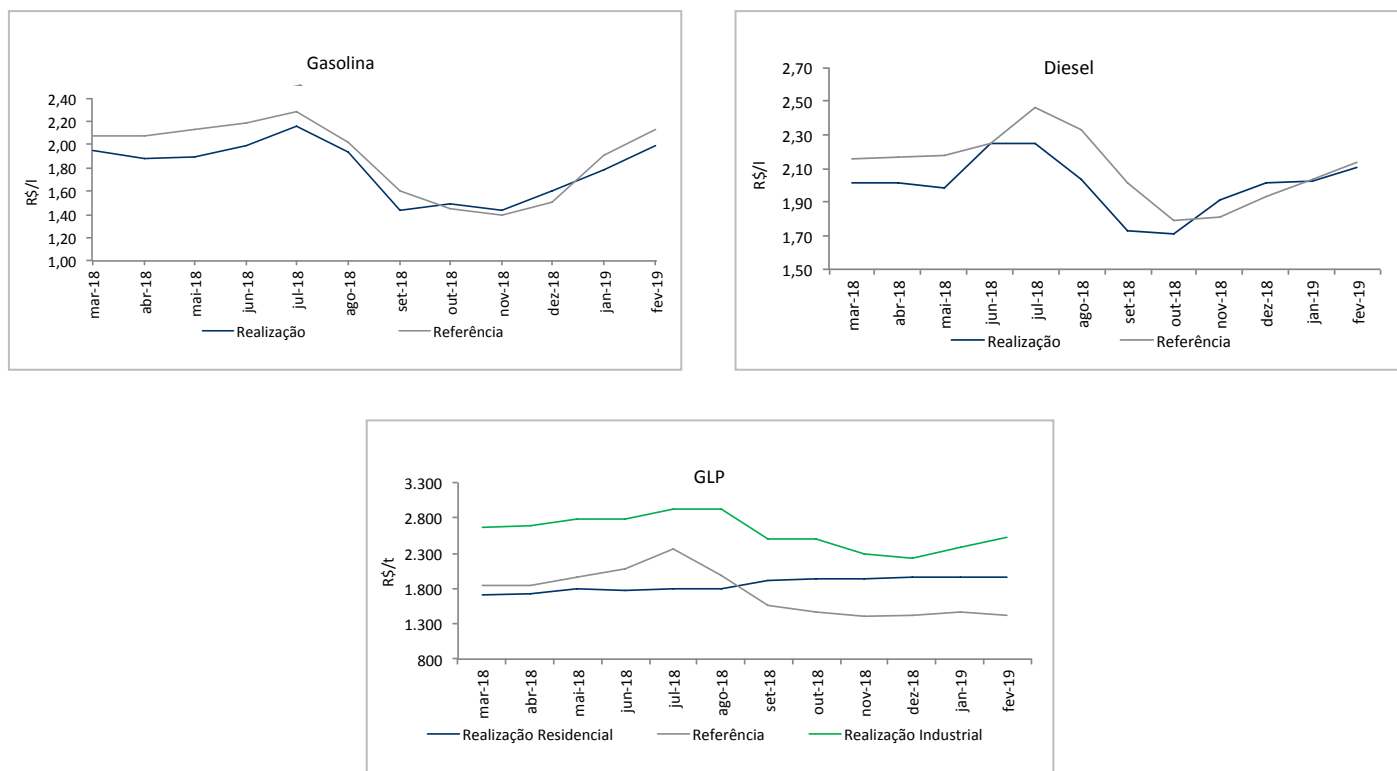 Gasolina
2,40
2,20
2,00
1,80
1,60
1,40
1,20
1,00
R$/l
mar-18
abr-18
mai-18
jun-18
jul-18
ago-18
set-18
out-18
nov-18
dez-18
jan-19
fev-19
Realização
Referência
Diesel
2,70
2,50
2,30
2,10
1,90
1,70
1,50
R$/l
mar-18
abr-18
mai-18
jun-18
jul-18
ago-18
set-18
out-18
nov-18
dez-18
jan-19
fev-19
Realização
Referência
GLP
3.300
2.800
2.300
1.800
1.300
800
R$/t
mar-18
abr-18
mai-18
jun-18
jul-18
ago-18
set-18
out-18
nov-18
dez-18
jan-19
fev-19
Realização Residencial
Referência
Realização Industrial